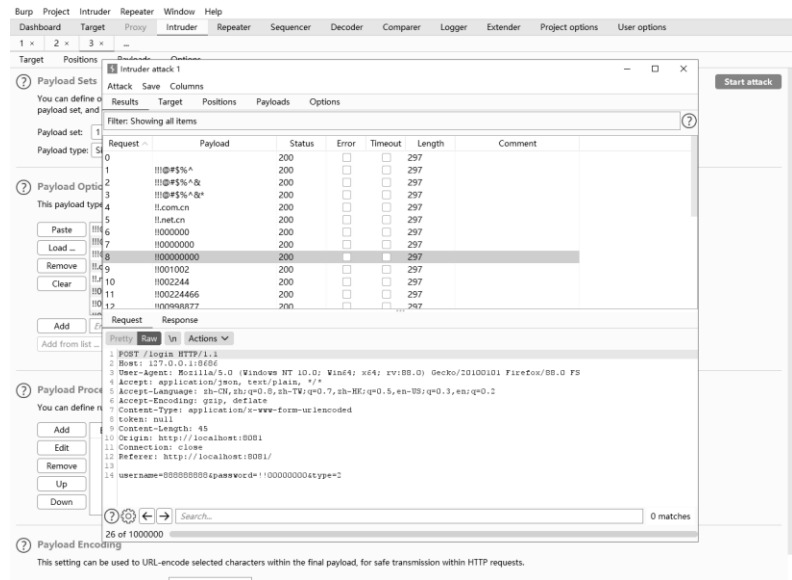 Burp Project Intruder Repeater Window Help
Dashboard Target Proxy Intruder Repeater Sequencer Decoder Comparer Logger Extender Project options User options
1 × 2 × 3 × ...
Target Positions Payloads Options
Payload Sets
Start attack
You can define o
payload set, and
Payload set: 1
Payload type: Si
Payload Optio
This payload type
Paste
Load ...
Remove
Clear
Add
Add from list ...
Payload Proce
You can define ru
Add
Edit
Remove
Up
Down
Intruder attack 1
Attack Save Columns
Results Target Positions Payloads Options
Filter: Showing all items
Request Payload Status Error Timeout Length Comment
0 200 297
1 !!!@#$%^ 200 297
2 !!!@#$%^& 200 297
3 !!!@#$%^&* 200 297
4 !!.com.cn 200 297
5 !!.net.cn 200 297
6 !!000000 200 297
7 !!0000000 200 297
8 !!00000000 200 297
9 !!001002 200 297
10 !!002244 200 297
11 !!00224466 200 297
12 !!00998877 200 297
Request Response
Pretty Raw \n Actions
1 POST /login HTTP/1.1
2 Host: 127.0.0.1:8686
3 User-Agent: Mozilla/5.0 (Windows NT 10.0; Win64; x64; rv:88.0) Gecko/20100101 Firefox/88.0 FS
4 Accept: application/json, text/plain, */*
5 Accept-Language: zh-CN,zh;q=0.8,zh-TW;q=0.7,zh-HK;q=0.5,en-US;q=0.3,en;q=0.2
6 Accept-Encoding: gzip, deflate
7 Content-Type: application/x-www-form-urlencoded
8 token: null
9 Content-Length: 45
10 Origin: http://localhost:8081
11 Connection: close
12 Referer: http://localhost:8081/
13
14 username=888888888&password=!!00000000&type=2
Search...
0 matches
26 of 1000000
Payload Encoding
This setting can be used to URL-encode selected characters within the final payload, for safe transmission within HTTP requests.